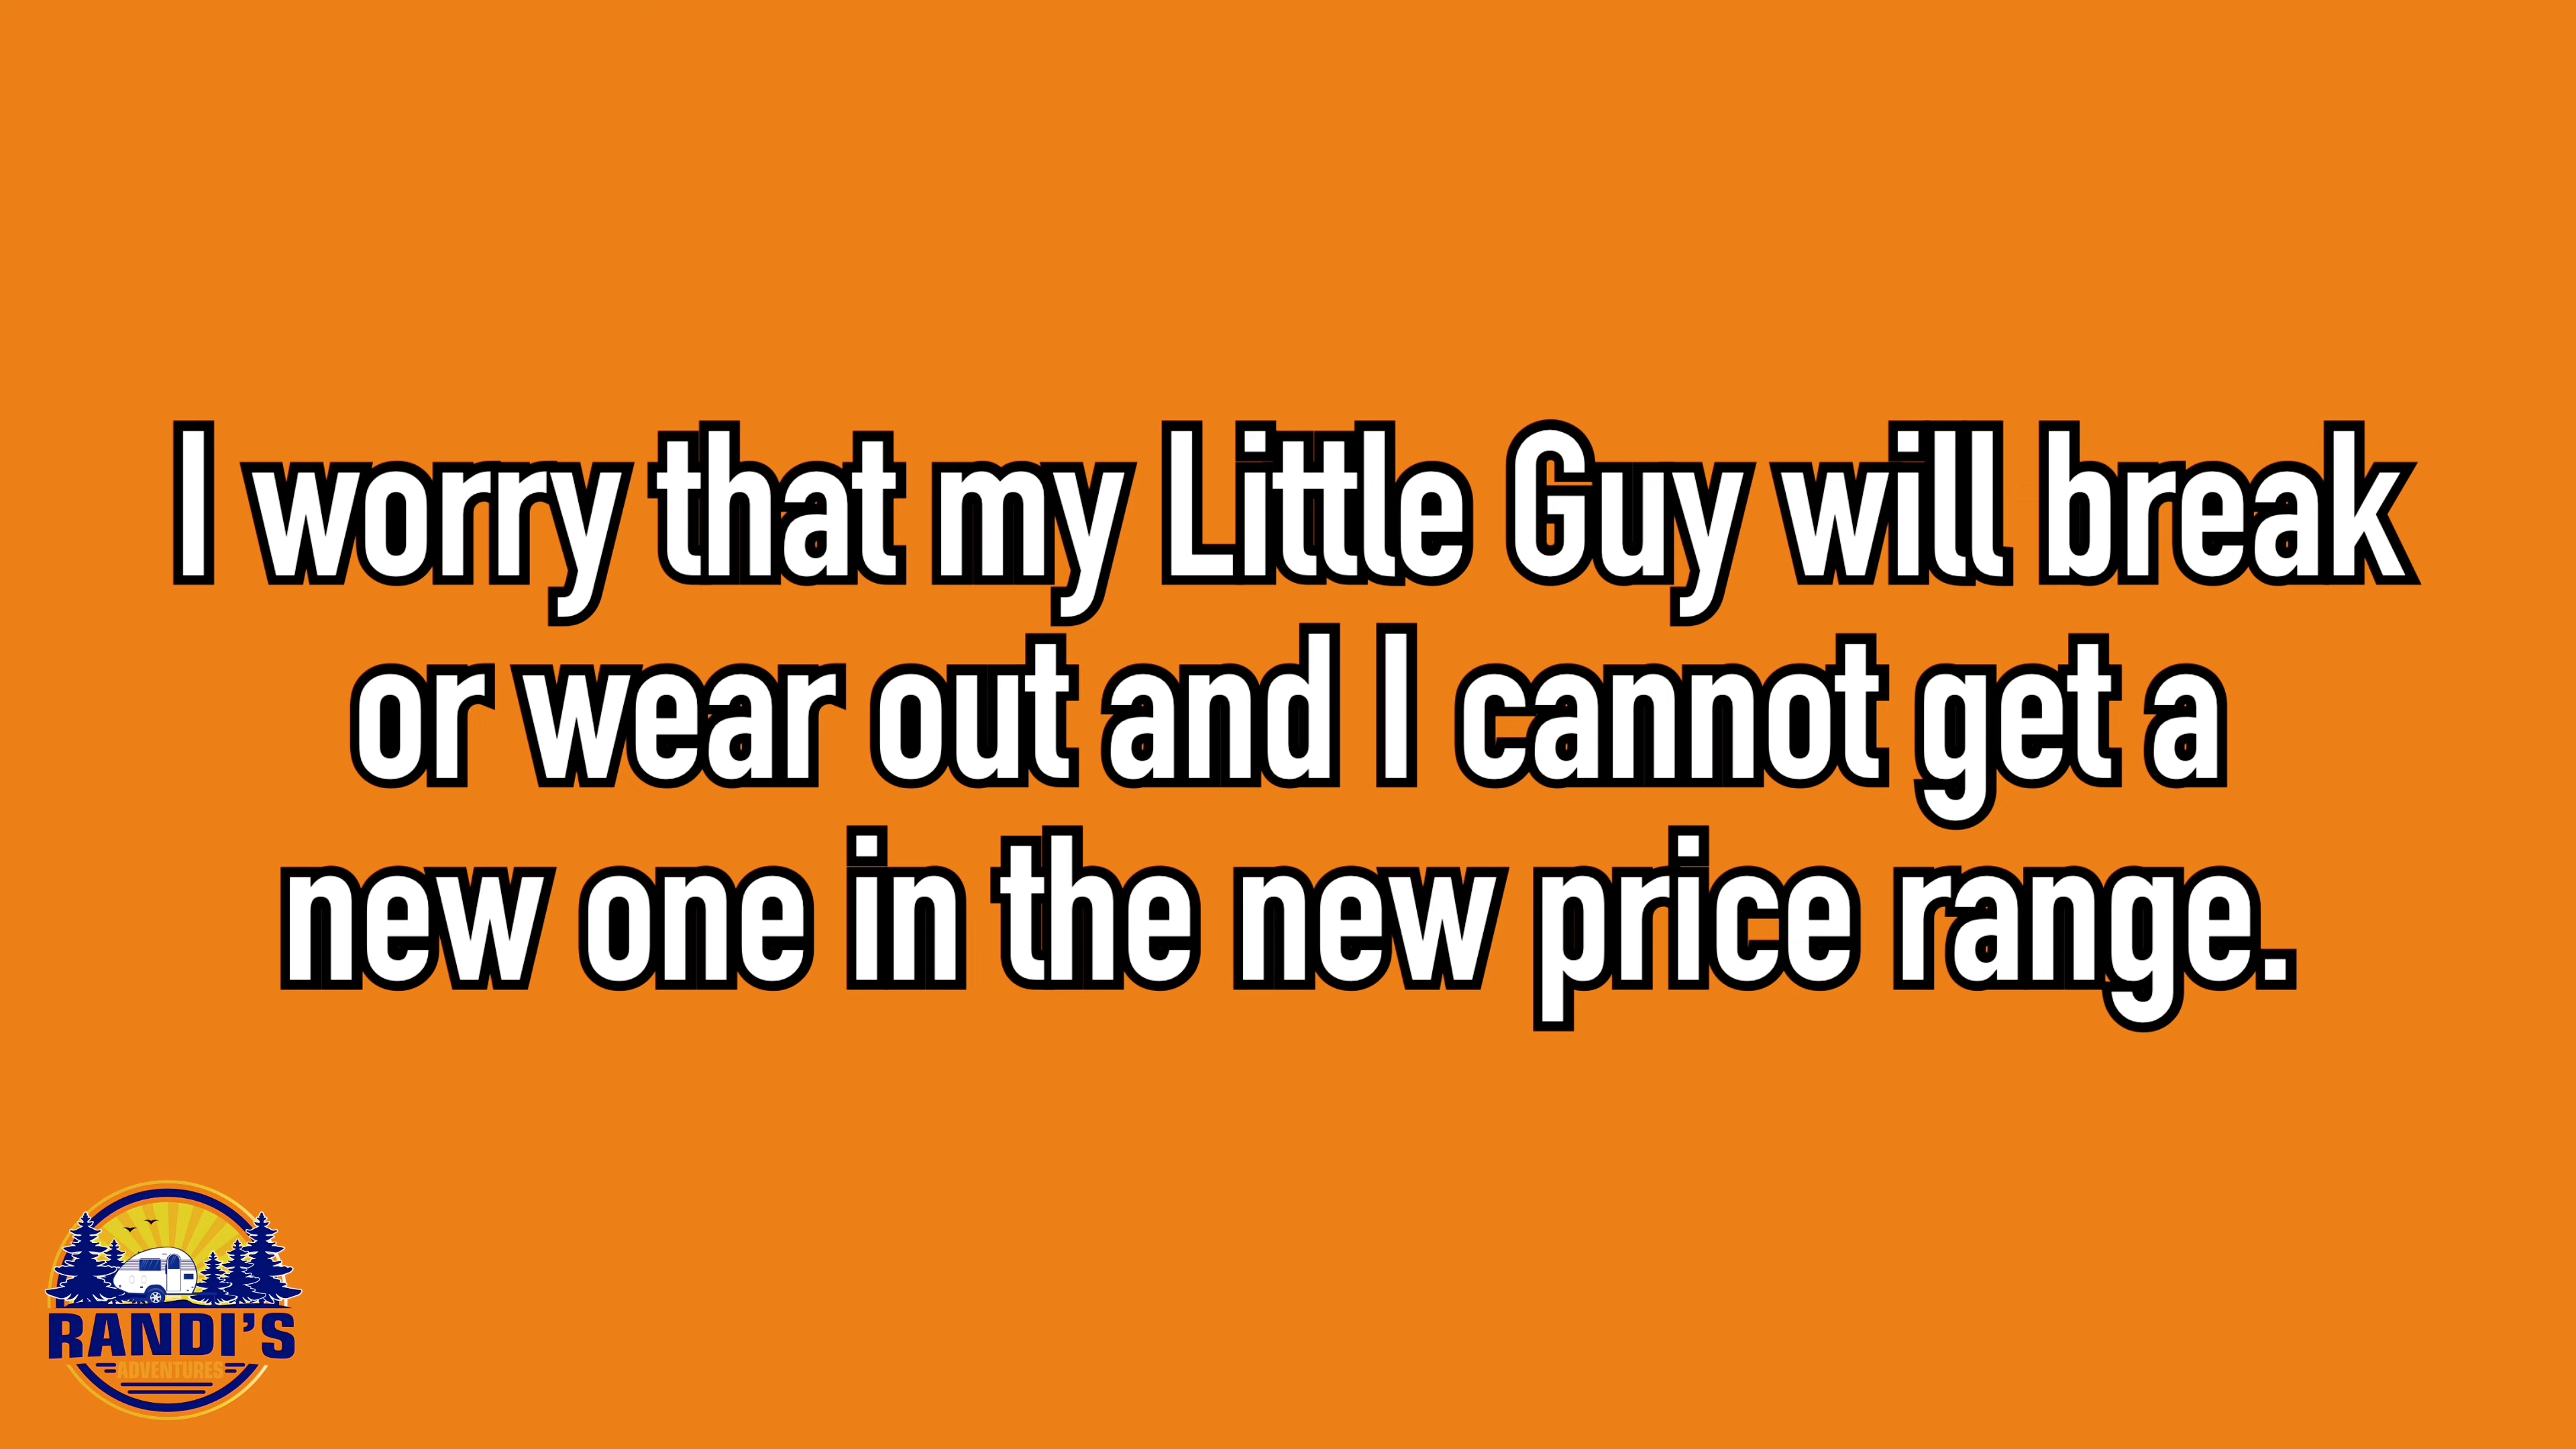 I worry that my Little Guy will break
or wear out and I cannot get a
new one in the new price range.
RANDI'S
ADVENTURES